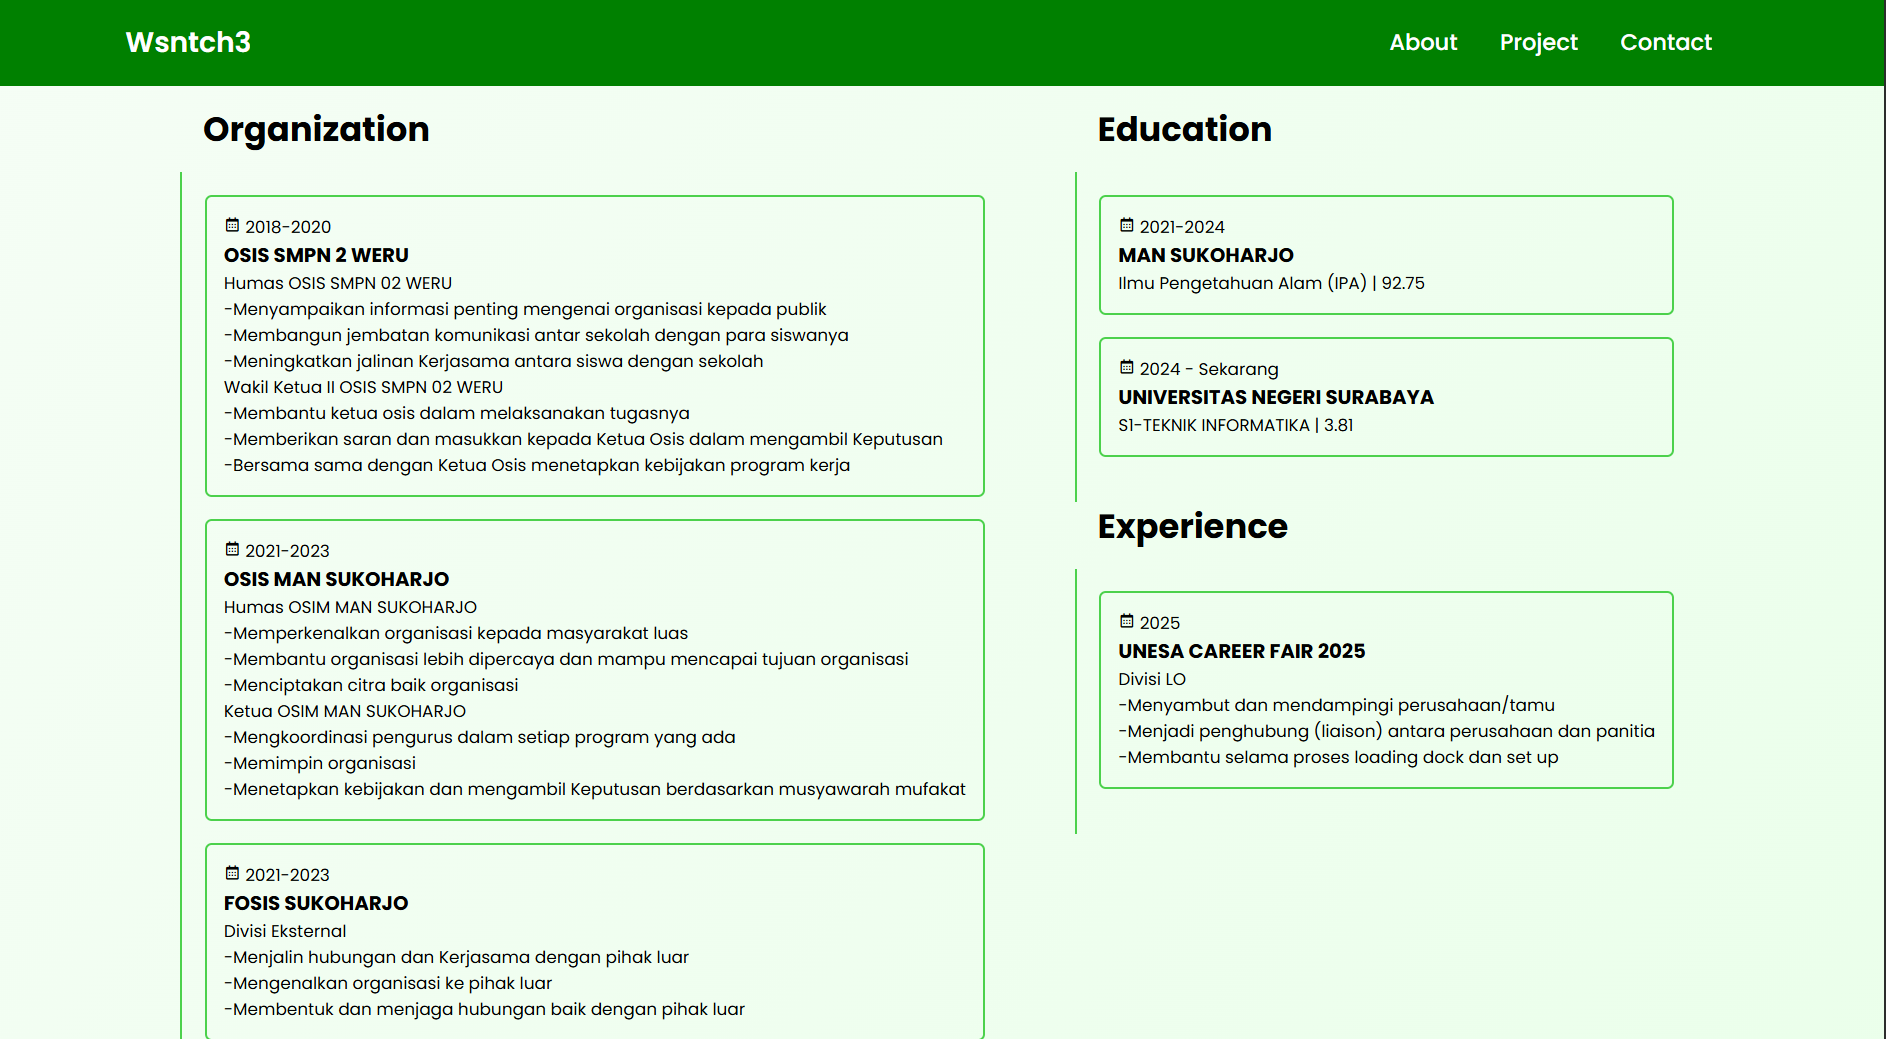 Wsntch3
About
Project
Contact
Organization
2018-2020
OSIS SMPN 2 WERU
Humas OSIS SMPN 02 WERU
-Menyampaikan informasi penting mengenai organisasi kepada publik
-Membangun jembatan komunikasi antar sekolah dengan para siswanya
-Meningkatkan jalinan Kerjasama antara siswa dengan sekolah
Wakil Ketua II OSIS SMPN 02 WERU
-Membantu ketua osis dalam melaksanakan tugasnya
-Memberikan saran dan masukkan kepada Ketua Osis dalam mengambil Keputusan
-Bersama sama dengan Ketua Osis menetapkan kebijakan program kerja
2021-2023
OSIS MAN SUKOHARJO
Humas OSIM MAN SUKOHARJO
-Memperkenalkan organisasi kepada masyarakat luas
-Membantu organisasi lebih dipercaya dan mampu mencapai tujuan organisasi
-Menciptakan citra baik organisasi
Ketua OSIM MAN SUKOHARJO
-Mengkoordinasi pengurus dalam setiap program yang ada
-Memimpin organisasi
-Menetapkan kebijakan dan mengambil Keputusan berdasarkan musyawarah mufakat
2021-2023
FOSIS SUKOHARJO
Divisi Eksternal
-Menjalin hubungan dan Kerjasama dengan pihak luar
-Mengenalkan organisasi ke pihak luar
-Membentuk dan menjaga hubungan baik dengan pihak luar
Education
2021-2024
MAN SUKOHARJO
Ilmu Pengetahuan Alam (IPA) | 92.75
2024 - Sekarang
UNIVERSITAS NEGERI SURABAYA
S1-TEKNIK INFORMATIKA | 3.81
Experience
2025
UNESA CAREER FAIR 2025
Divisi LO
-Menyambut dan mendampingi perusahaan/tamu
-Menjadi penghubung (liaison) antara perusahaan dan panitia
-Membantu selama proses loading dock dan set up